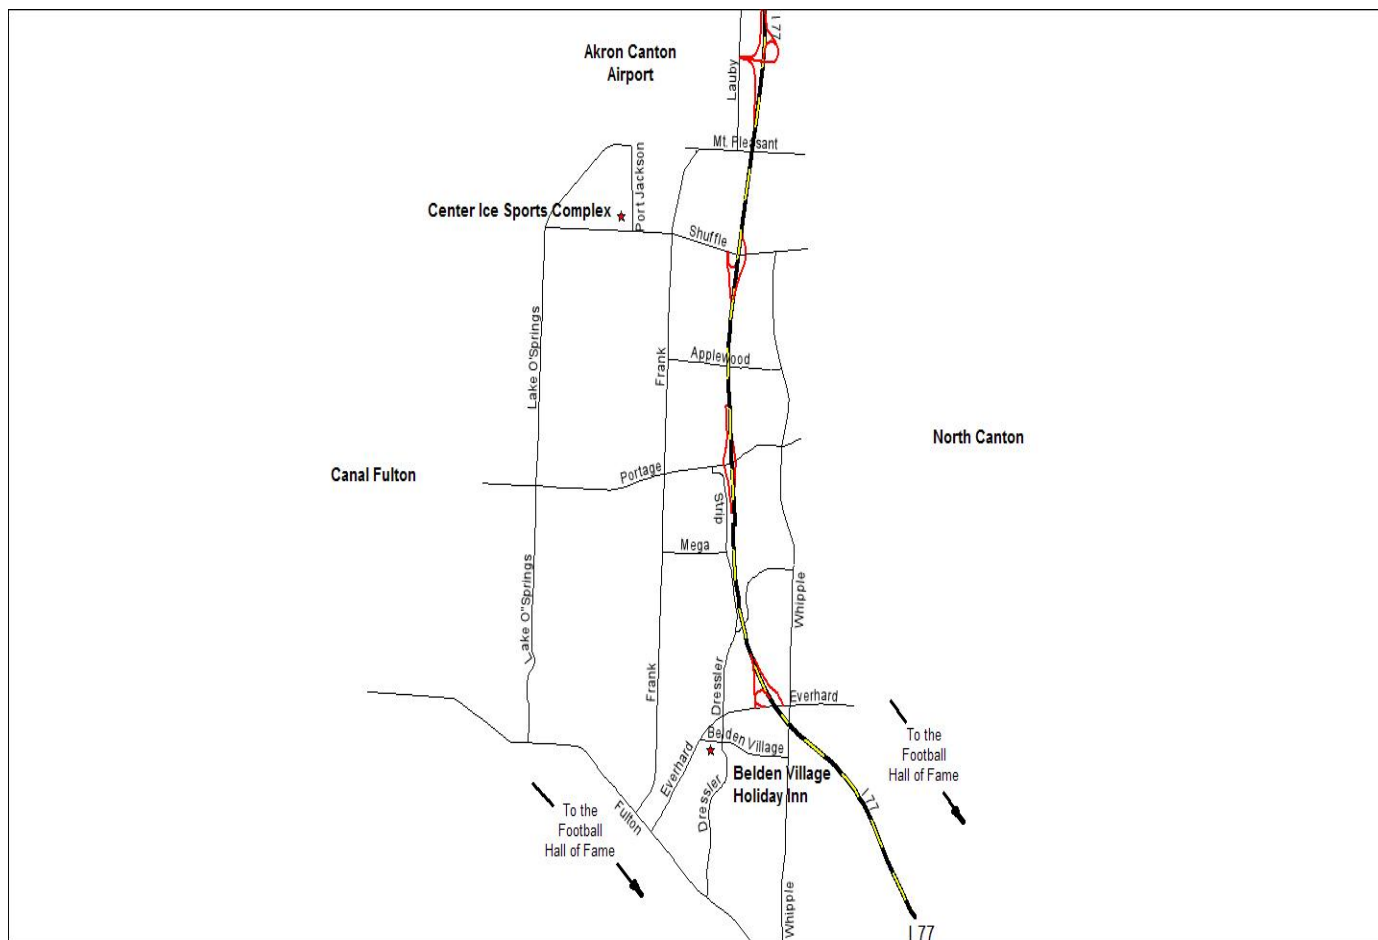 I 77
Akron Canton
Airport
Lauby
Mt. Pleasant
Port Jackson
Center Ice Sports Complex
Shuffle
Lake O'Springs
Frank
Applewood
North Canton
Canal Fulton
Portage
Strip
Mega
Lake O"Springs
Whipple
Frank
Dressler
Everhard
Belden Village
Everhard
To the
Football
Hall of Fame
Belden Village
Holiday Inn
Dressler
I 77
Fulton
To the
Football
Hall of Fame
Whipple
I 77